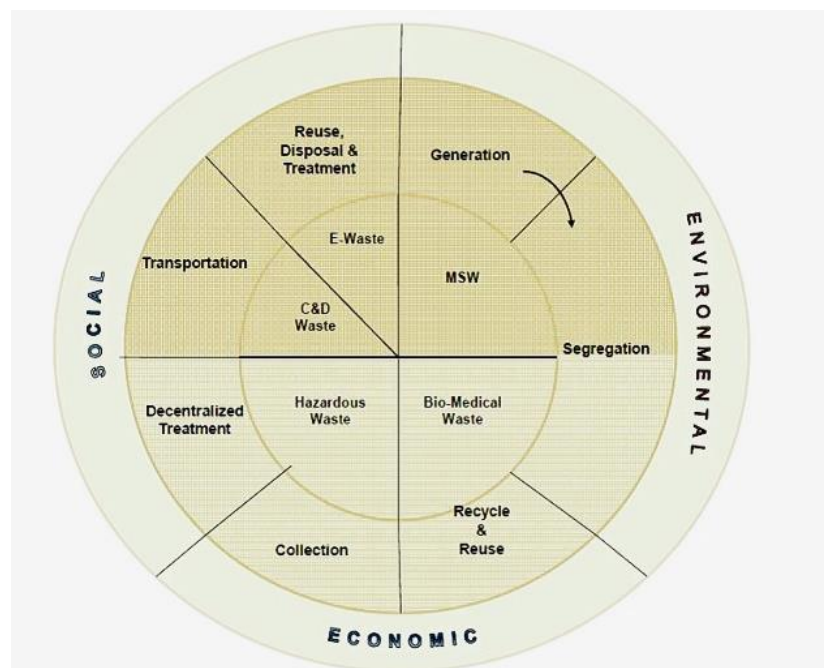 Reuse,
Disposal &
Treatment
Generation
E-Waste
MSW
Transportation
C&D
Waste
SOCIAL
ENVIRONMENTAL
Segregation
Decentralized
Treatment
Hazardous
Waste
Bio-Medical
Waste
Recycle
&
Reuse
Collection
ECONOMIC